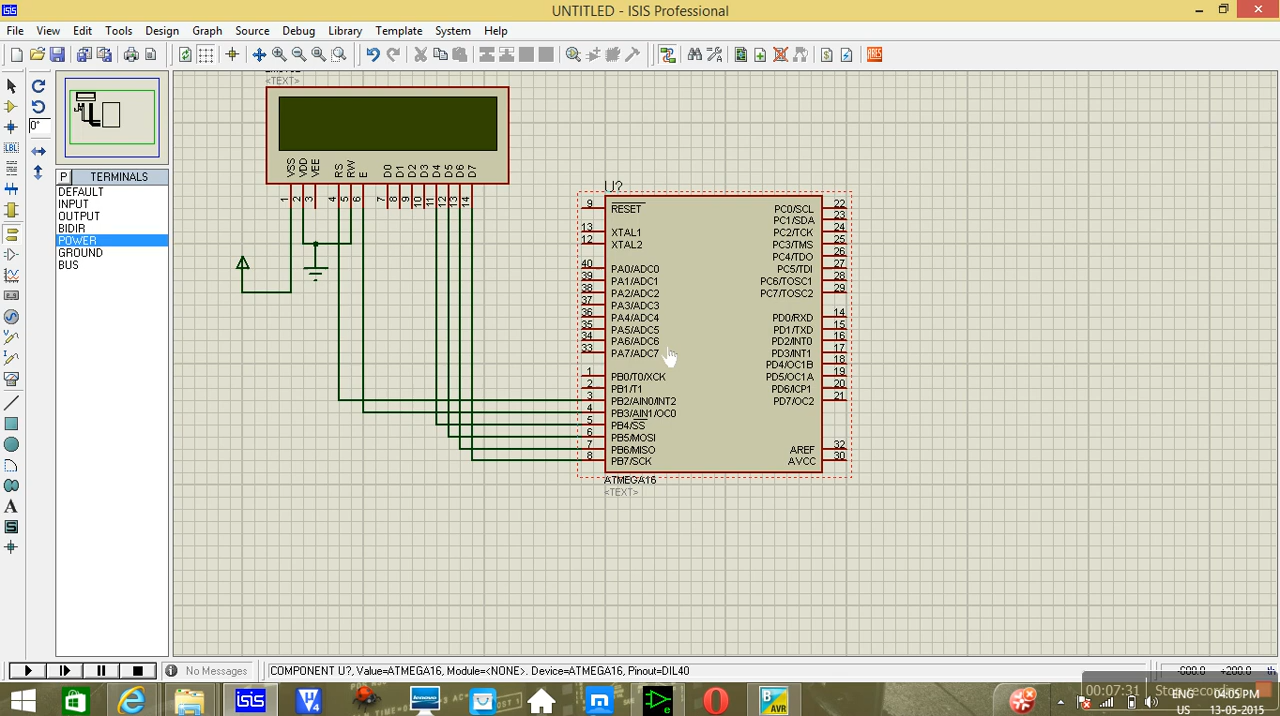 UNTITLED - ISIS Professional
File View Edit Tools Design Graph Source Debug Library Template System Help
ARES
<TEXT>
P TERMINALS
LBL
0°
DEFAULT
INPUT
OUTPUT
BIDIR
POWER
GROUND
BUS
A
VSS VDD VEE RS RW E D0 D1 D2 D3 D4 D5 D6 D7
1 2 3 4 5 6 7 8 9 10 11 12 13 14
U?
9 RESET
13 XTAL1
12 XTAL2
40 PA0/ADC0
39 PA1/ADC1
38 PA2/ADC2
37 PA3/ADC3
36 PA4/ADC4
35 PA5/ADC5
34 PA6/ADC6
33 PA7/ADC7
1 PB0/T0/XCK
2 PB1/T1
3 PB2/AIN0/INT2
4 PB3/AIN1/OC0
5 PB4/SS
6 PB5/MOSI
7 PB6/MISO
8 PB7/SCK
PC0/SCL 22
PC1/SDA 23
PC2/TCK 24
PC3/TMS 25
PC4/TDO 26
PC5/TDI 27
PC6/TOSC1 28
PC7/TOSC2 29
PD0/RXD 14
PD1/TXD 15
PD2/INT0 16
PD3/INT1 17
PD4/OC1B 18
PD5/OC1A 19
PD6/ICP1 20
PD7/OC2 21
AREF 32
AVCC 30
ATMEGA16
<TEXT>
No Messages COMPONENT U?, Value=ATMEGA16, Module=<NONE>, Device=ATMEGA16, Pinout=DIL40
isis V4 lenovo m AVR
00:07:31 Stop recording
ENG 04:05 PM
US 13-05-2015